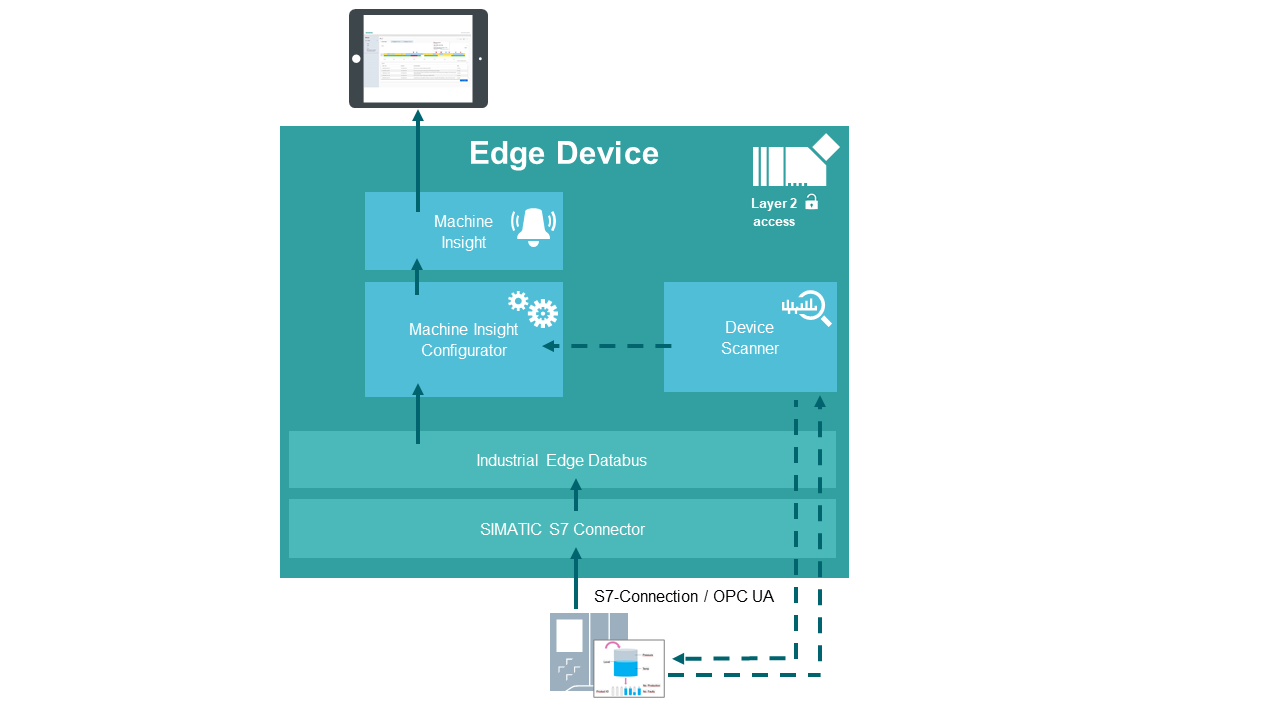 Edge Device
Layer 2
access
Machine
Insight
Machine Insight
Configurator
Device
Scanner
Industrial Edge Databus
SIMATIC S7 Connector
S7-Connection / OPC UA